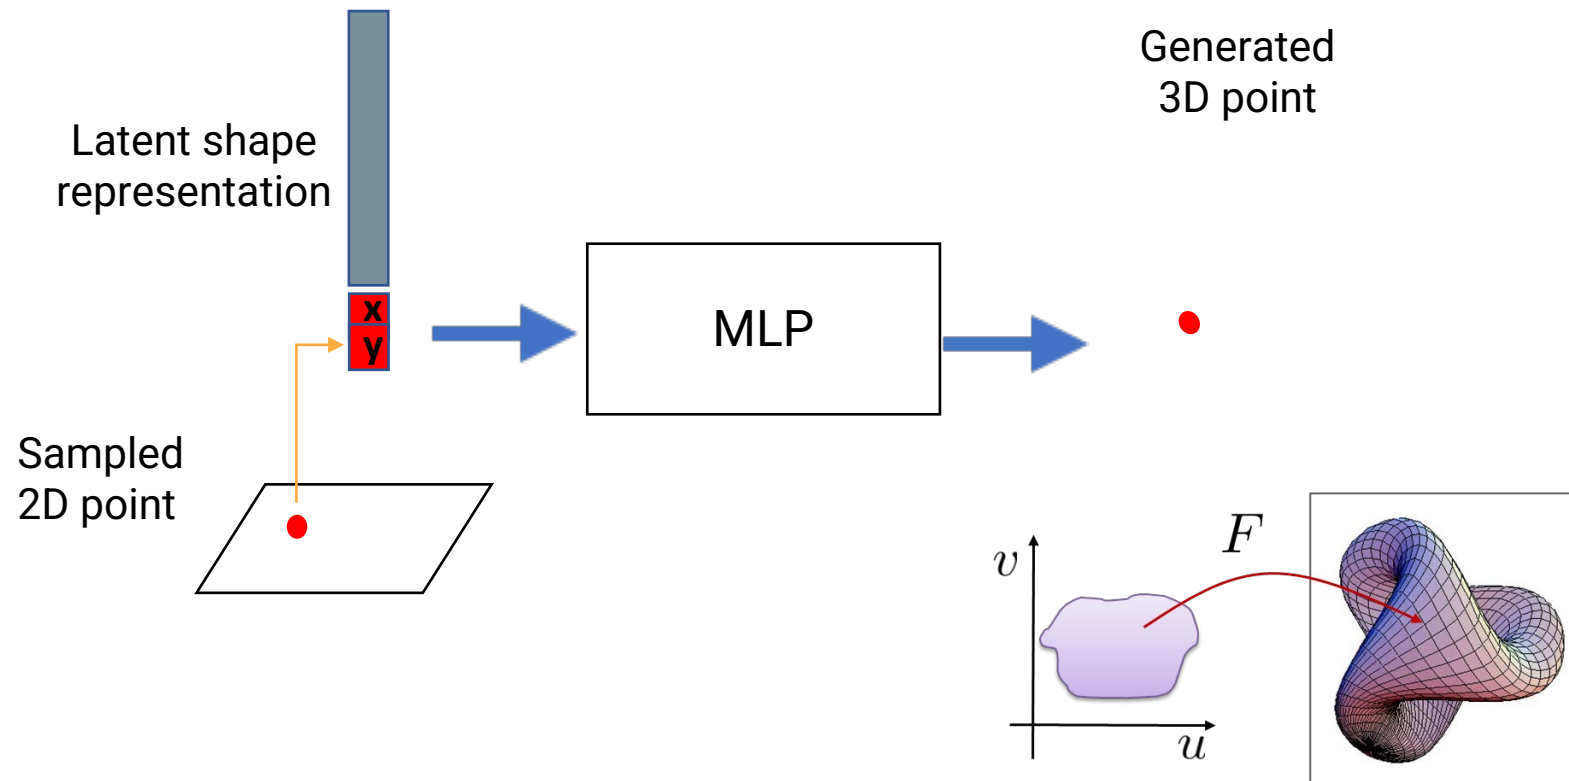 Generated
3D point
Latent shape
representation
x
y
MLP
Sampled
2D point
F
v
u